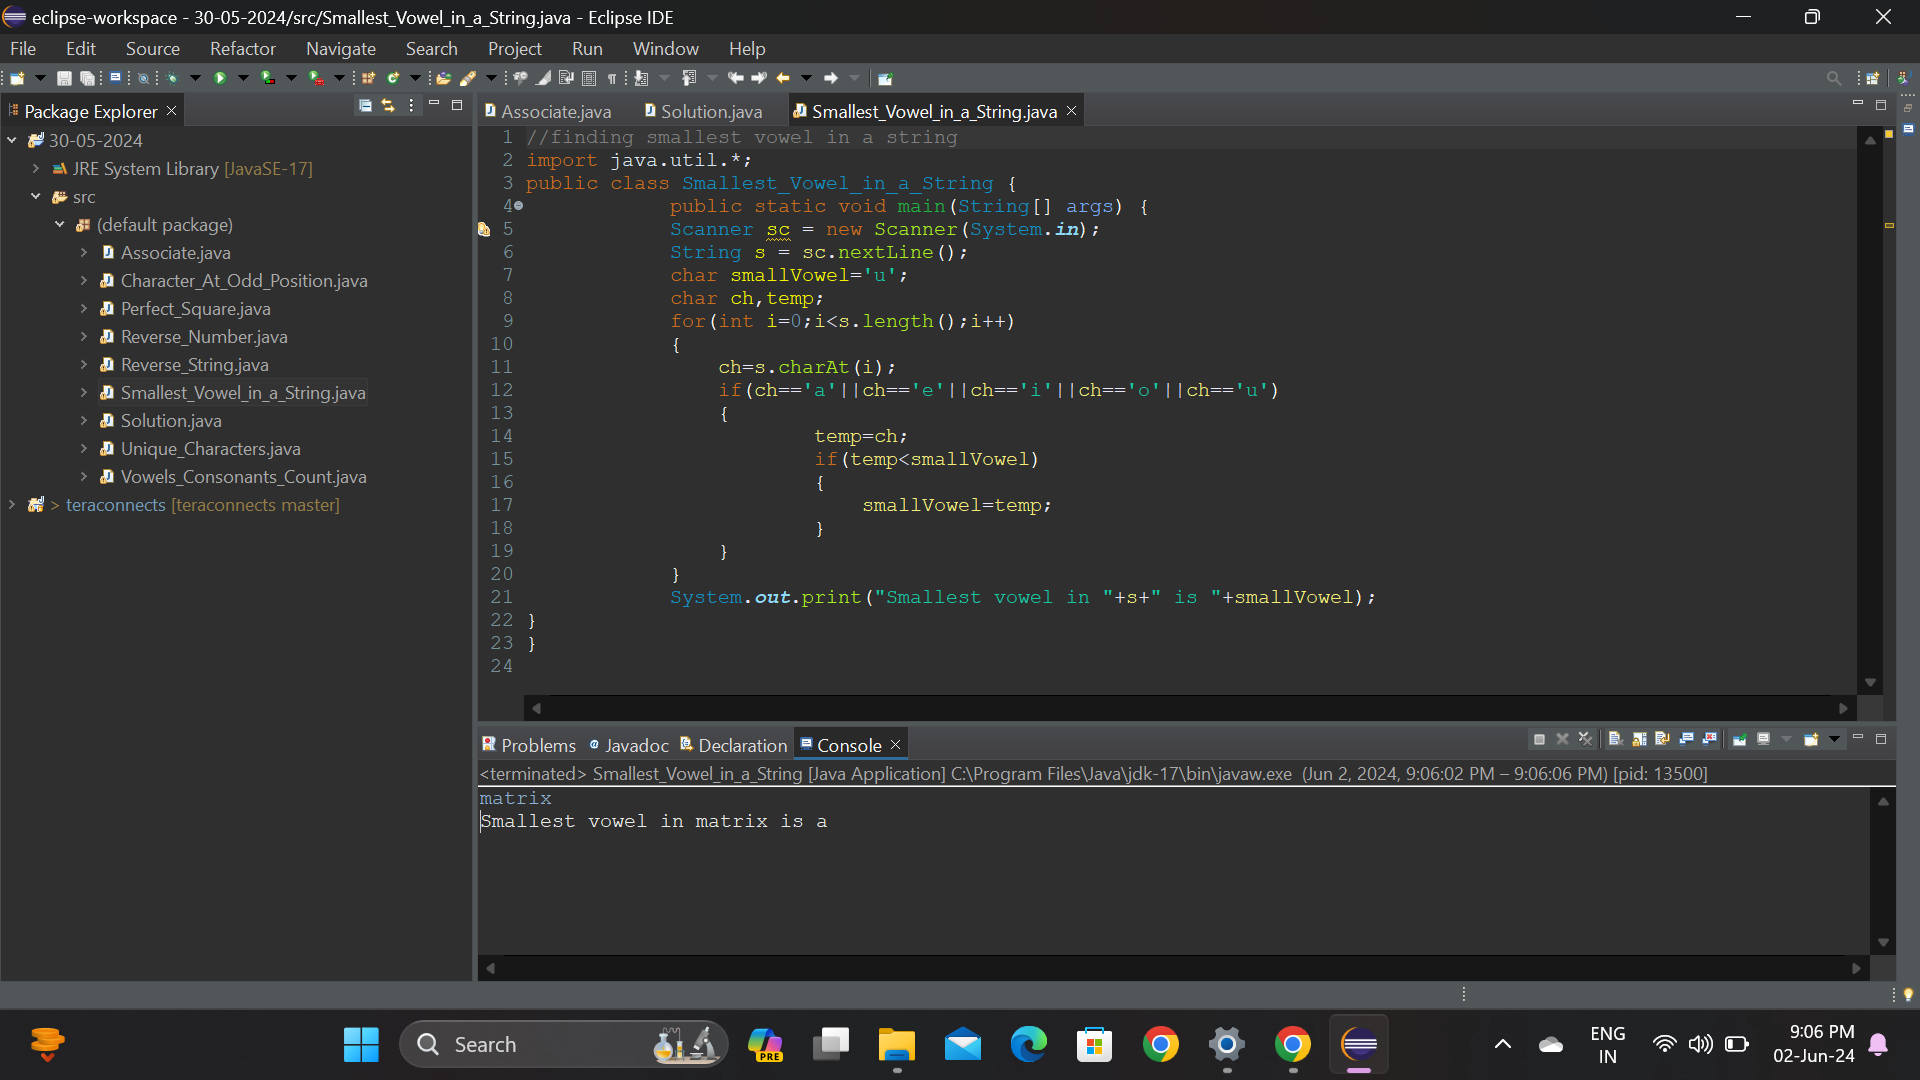 eclipse-workspace - 30-05-2024/src/Smallest_Vowel_in_a_String.java - Eclipse IDE
File Edit Source Refactor Navigate Search Project Run Window Help
Package Explorer
30-05-2024
JRE System Library [JavaSE-17]
src
(default package)
Associate.java
Character_At_Odd_Position.java
Perfect_Square.java
Reverse_Number.java
Reverse_String.java
Smallest_Vowel_in_a_String.java
Solution.java
Unique_Characters.java
Vowels_Consonants_Count.java
> teraconnects [teraconnects master]
Associate.java Solution.java Smallest_Vowel_in_a_String.java
1 //finding smallest vowel in a string
2 import java.util.*;
3 public class Smallest_Vowel_in_a_String {
4 public static void main(String[] args) {
5 Scanner sc = new Scanner(System.in);
6 String s = sc.nextLine();
7 char smallVowel='u';
8 char ch,temp;
9 for(int i=0;i<s.length();i++)
10 {
11 ch=s.charAt(i);
12 if(ch=='a'||ch=='e'||ch=='i'||ch=='o'||ch=='u')
13 {
14 temp=ch;
15 if(temp<smallVowel)
16 {
17 smallVowel=temp;
18 }
19 }
20 }
21 System.out.print("Smallest vowel in "+s+" is "+smallVowel);
22 }
23 }
24
Problems Javadoc Declaration Console
<terminated> Smallest_Vowel_in_a_String [Java Application] C:\Program Files\Java\jdk-17\bin\javaw.exe (Jun 2, 2024, 9:06:02 PM – 9:06:06 PM) [pid: 13500]
matrix
Smallest vowel in matrix is a
Search
PRE
ENG
IN
9:06 PM
02-Jun-24